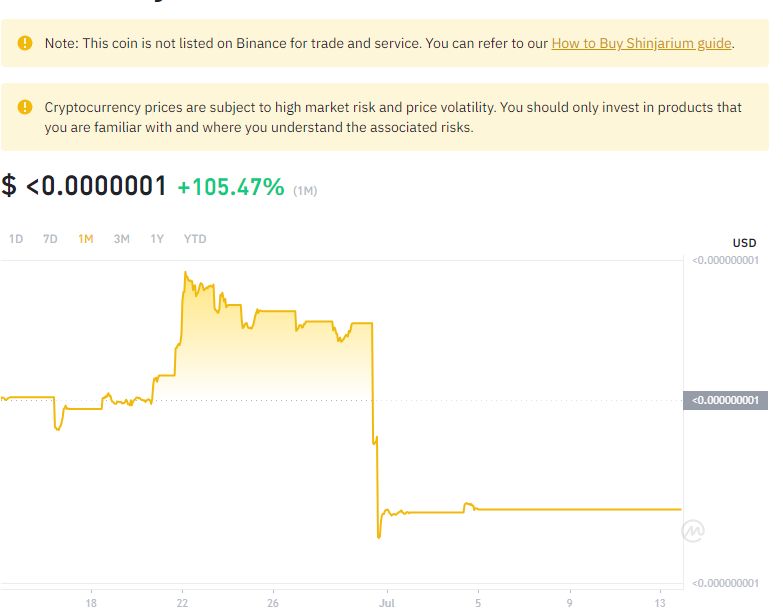 Note: This coin is not listed on Binance for trade and service. You can refer to our How to Buy Shinjarium guide.
Cryptocurrency prices are subject to high market risk and price volatility. You should only invest in products that
you are familiar with and where you understand the associated risks.
$ <0.0000001 +105.47% (1M)
1D 7D 1M 3M 1Y YTD
USD
<0.000000001
<0.000000001
<0.000000001
18 22 26 Jul 5 9 13